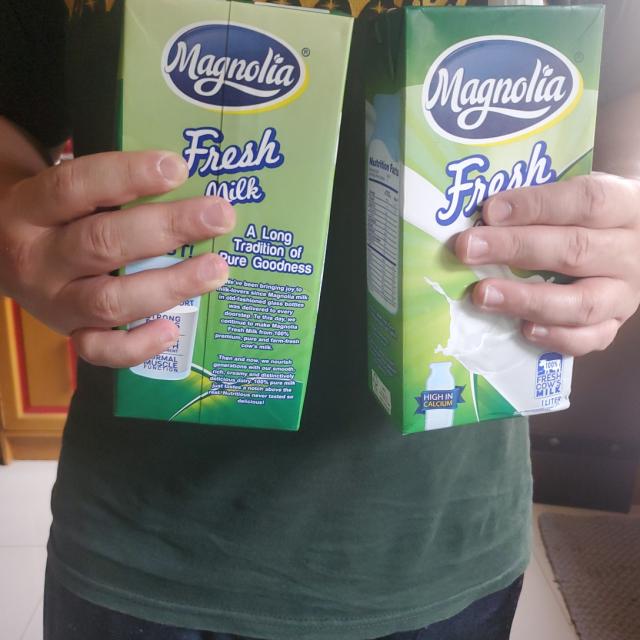 Magnolia®
Fresh
Milk
A Long
Tradition of
Pure Goodness
We've been bringing joy to
milk-lovers since Magnolia milk
in old-fashioned glass bottles
was delivered to every
doorstep. To this day, we
continue to make Magnolia
Fresh Milk from 100%
premium, pure and farm-fresh
cow's milk.
Then and now, we nourish
generations with our smooth,
rich, creamy and distinctively
delicious dairy. 100% pure milk
just tastes a notch above the
rest! Nutritious never tasted so
delicious!
STRONG
NORMAL
MUSCLE
FUNCTION
Magnolia®
Fresh
Nutrition Facts
HIGH IN
CALCIUM
100%
FRESH
COW'S
MILK
1 LITER